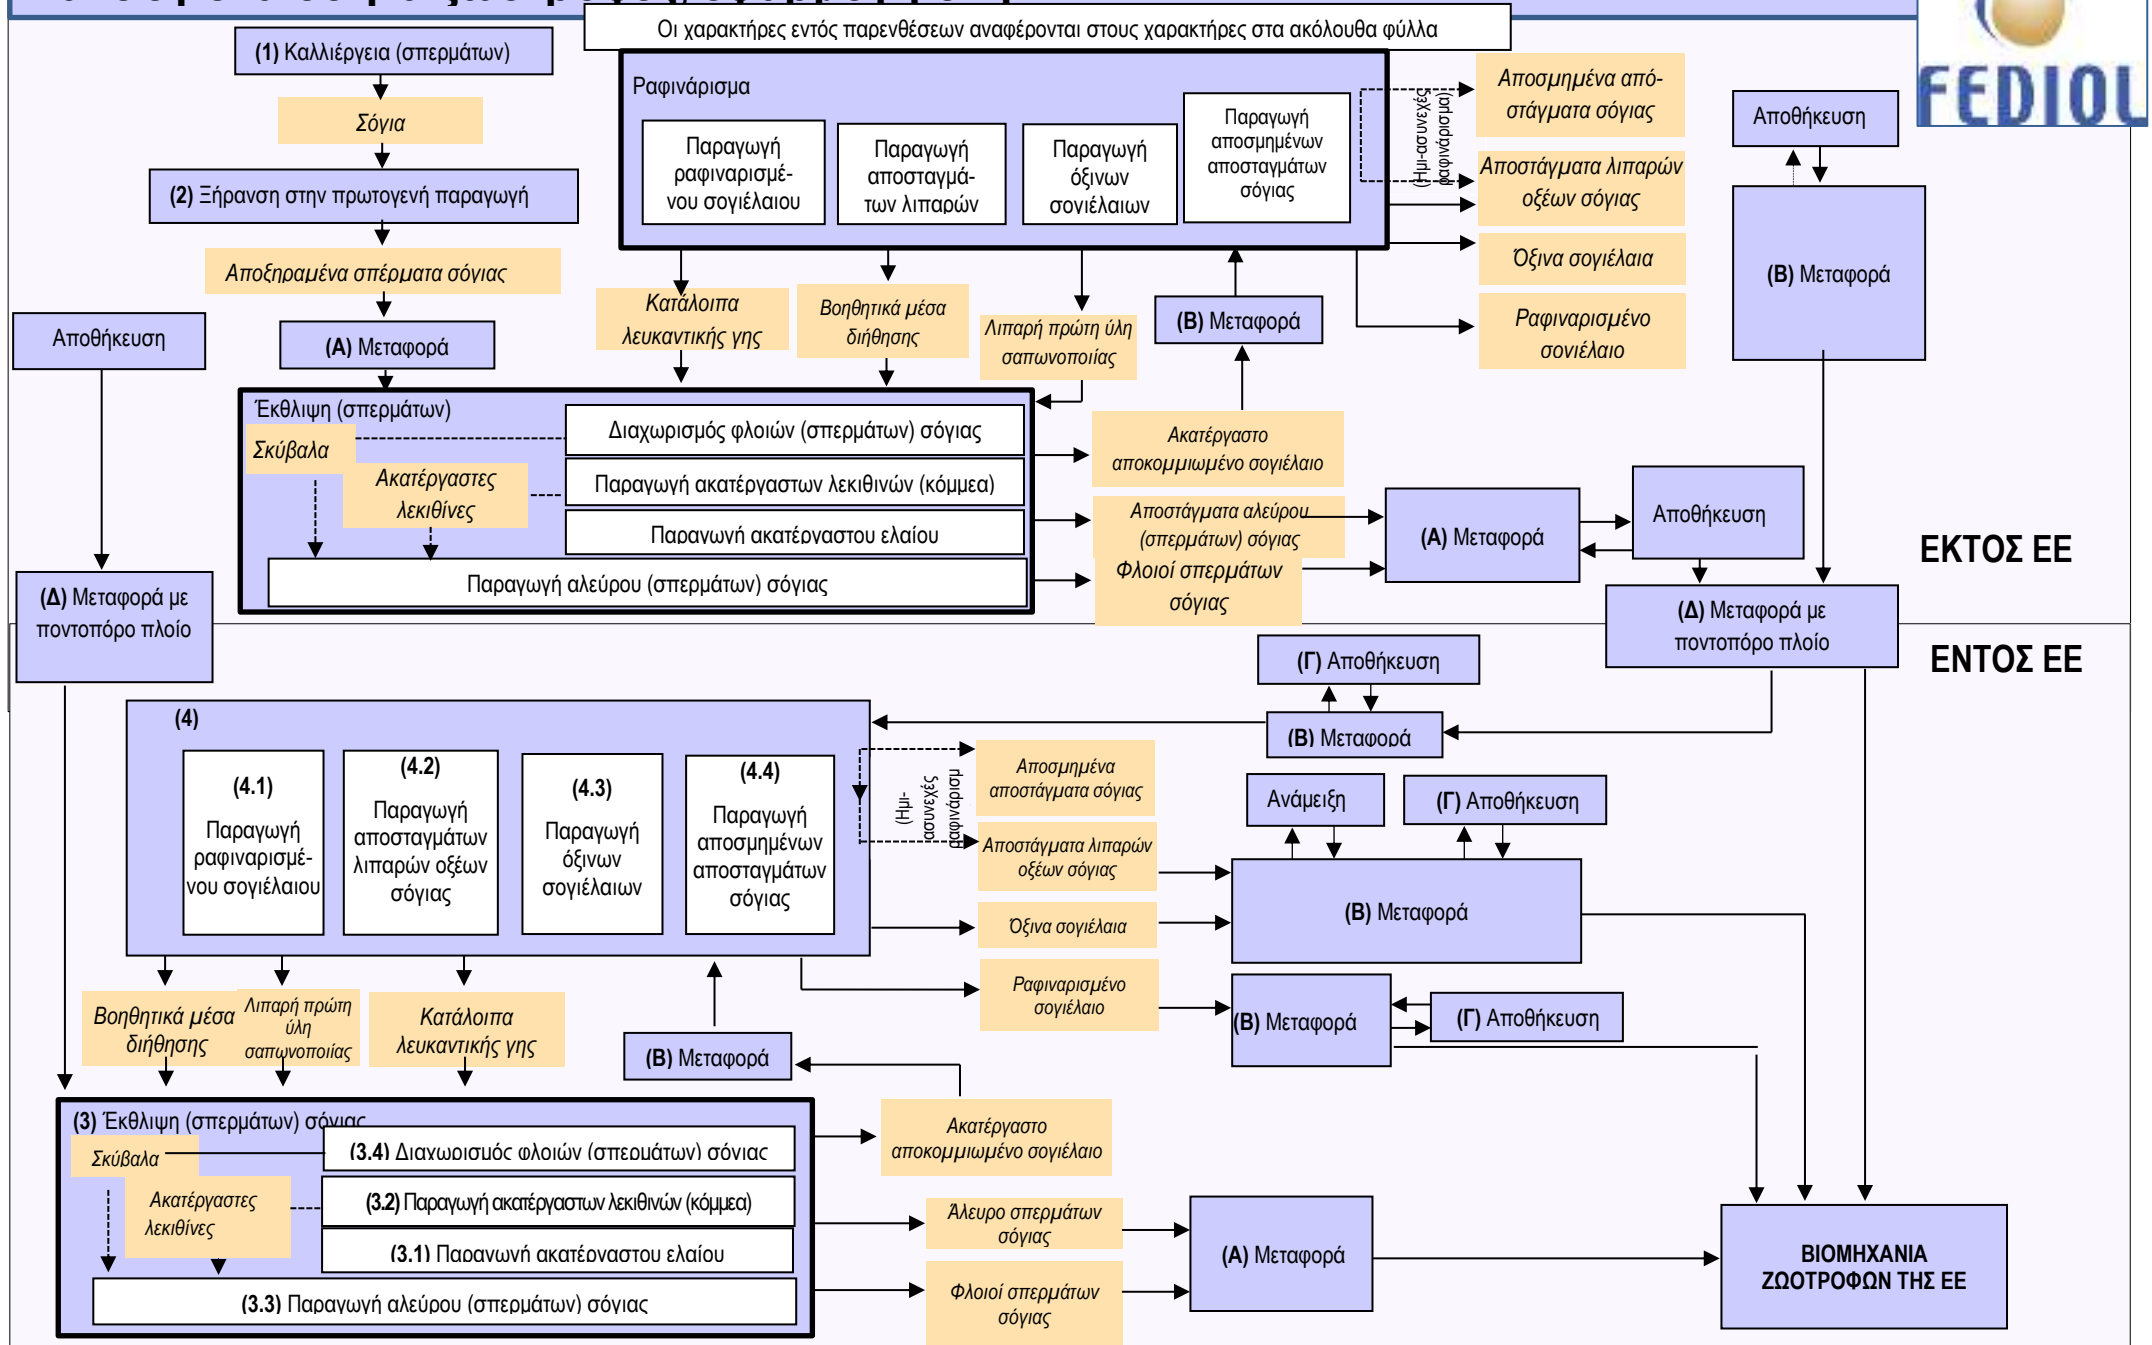 Οι χαρακτήρες εντός παρενθέσεων αναφέρονται στους χαρακτήρες στα ακόλουθα φύλλα
FEDIOL
(1) Καλλιέργεια (σπερμάτων)
Σόγια
(2) Ξήρανση στην πρωτογενή παραγωγή
Αποξηραμένα σπέρματα σόγιας
(Α) Μεταφορά
Αποθήκευση
Ραφινάρισμα
Παραγωγή
ραφιναρισμέ-
νου σογιέλαιου
Παραγωγή
αποσταγμά-
των λιπαρών
Παραγωγή
όξινων
σογιέλαιων
Παραγωγή
αποσμημένων
αποσταγμάτων
σόγιας
(Ημι-ασυνεχές
ραφινάρισμα)
Αποσμημένα από-
στάγματα σόγιας
Αποστάγματα λιπαρών
οξέων σόγιας
Όξινα σογιέλαια
Ραφιναρισμένο
σογιέλαιο
Αποθήκευση
(Β) Μεταφορά
Κατάλοιπα
λευκαντικής γης
Βοηθητικά μέσα
διήθησης
Λιπαρή πρώτη ύλη
σαπωνοποιίας
(Β) Μεταφορά
Έκθλιψη (σπερμάτων)
Σκύβαλα
Ακατέργαστες
λεκιθίνες
Διαχωρισμός φλοιών (σπερμάτων) σόγιας
Παραγωγή ακατέργαστων λεκιθινών (κόμμεα)
Παραγωγή ακατέργαστου ελαίου
Παραγωγή αλεύρου (σπερμάτων) σόγιας
Ακατέργαστο
αποκομμιωμένο σογιέλαιο
Αποστάγματα αλεύρου
(σπερμάτων) σόγιας
Φλοιοί σπερμάτων
σόγιας
(Α) Μεταφορά
Αποθήκευση
ΕΚΤΟΣ ΕΕ
(Δ) Μεταφορά με
ποντοπόρο πλοίο
(Δ) Μεταφορά με
ποντοπόρο πλοίο
ΕΝΤΟΣ ΕΕ
(Γ) Αποθήκευση
(Β) Μεταφορά
(4)
(4.1)
Παραγωγή
ραφιναρισμέ-
νου σογιέλαιου
(4.2)
Παραγωγή
αποσταγμάτων
λιπαρών οξέων
σόγιας
(4.3)
Παραγωγή
όξινων
σογιέλαιων
(4.4)
Παραγωγή
αποσμημένων
αποσταγμάτων
σόγιας
(Ημι-
ασυνεχές
ραφινάρισμ
Αποσμημένα
αποστάγματα σόγιας
Αποστάγματα λιπαρών
οξέων σόγιας
Όξινα σογιέλαια
Ραφιναρισμένο
σογιέλαιο
Ανάμειξη
(Γ) Αποθήκευση
(Β) Μεταφορά
(Β) Μεταφορά
(Γ) Αποθήκευση
Βοηθητικά μέσα
διήθησης
Λιπαρή πρώτη
ύλη
σαπωνοποιίας
Κατάλοιπα
λευκαντικής γης
(Β) Μεταφορά
(3) Έκθλιψη (σπερμάτων) σόγιας
Σκύβαλα
Ακατέργαστες
λεκιθίνες
(3.4) Διαχωρισμός φλοιών (σπερμάτων) σόγιας
(3.2) Παραγωγή ακατέργαστων λεκιθινών (κόμμεα)
(3.1) Παραγωγή ακατέργαστου ελαίου
(3.3) Παραγωγή αλεύρου (σπερμάτων) σόγιας
Ακατέργαστο
αποκομμιωμένο σογιέλαιο
Άλευρο σπερμάτων
σόγιας
Φλοιοί σπερμάτων
σόγιας
(Α) Μεταφορά
ΒΙΟΜΗΧΑΝΙΑ
ΖΩΟΤΡΟΦΩΝ ΤΗΣ ΕΕ